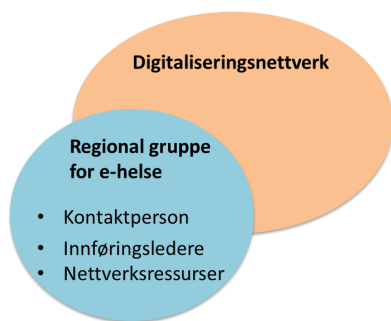 Digitaliseringsnettverk
Regional gruppe
for e-helse
• Kontaktperson
• Innføringsledere
• Nettverksressurser